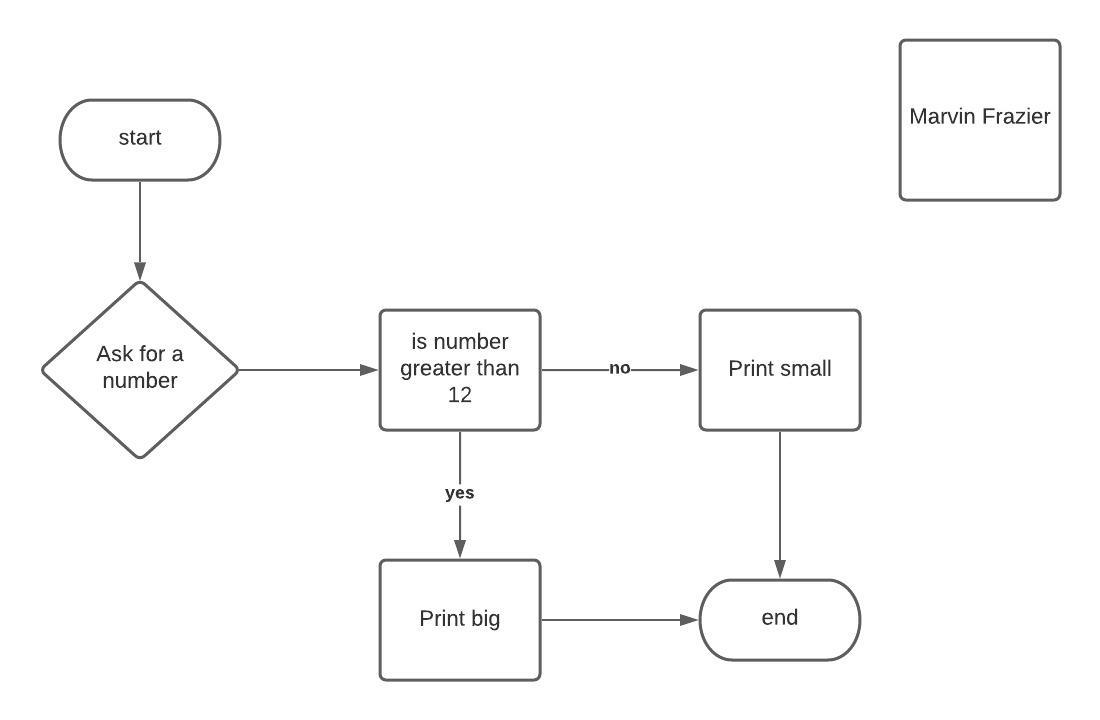 Marvin Frazier
start
Ask for a
number
is number
greater than
12
no
Print small
yes
Print big
end